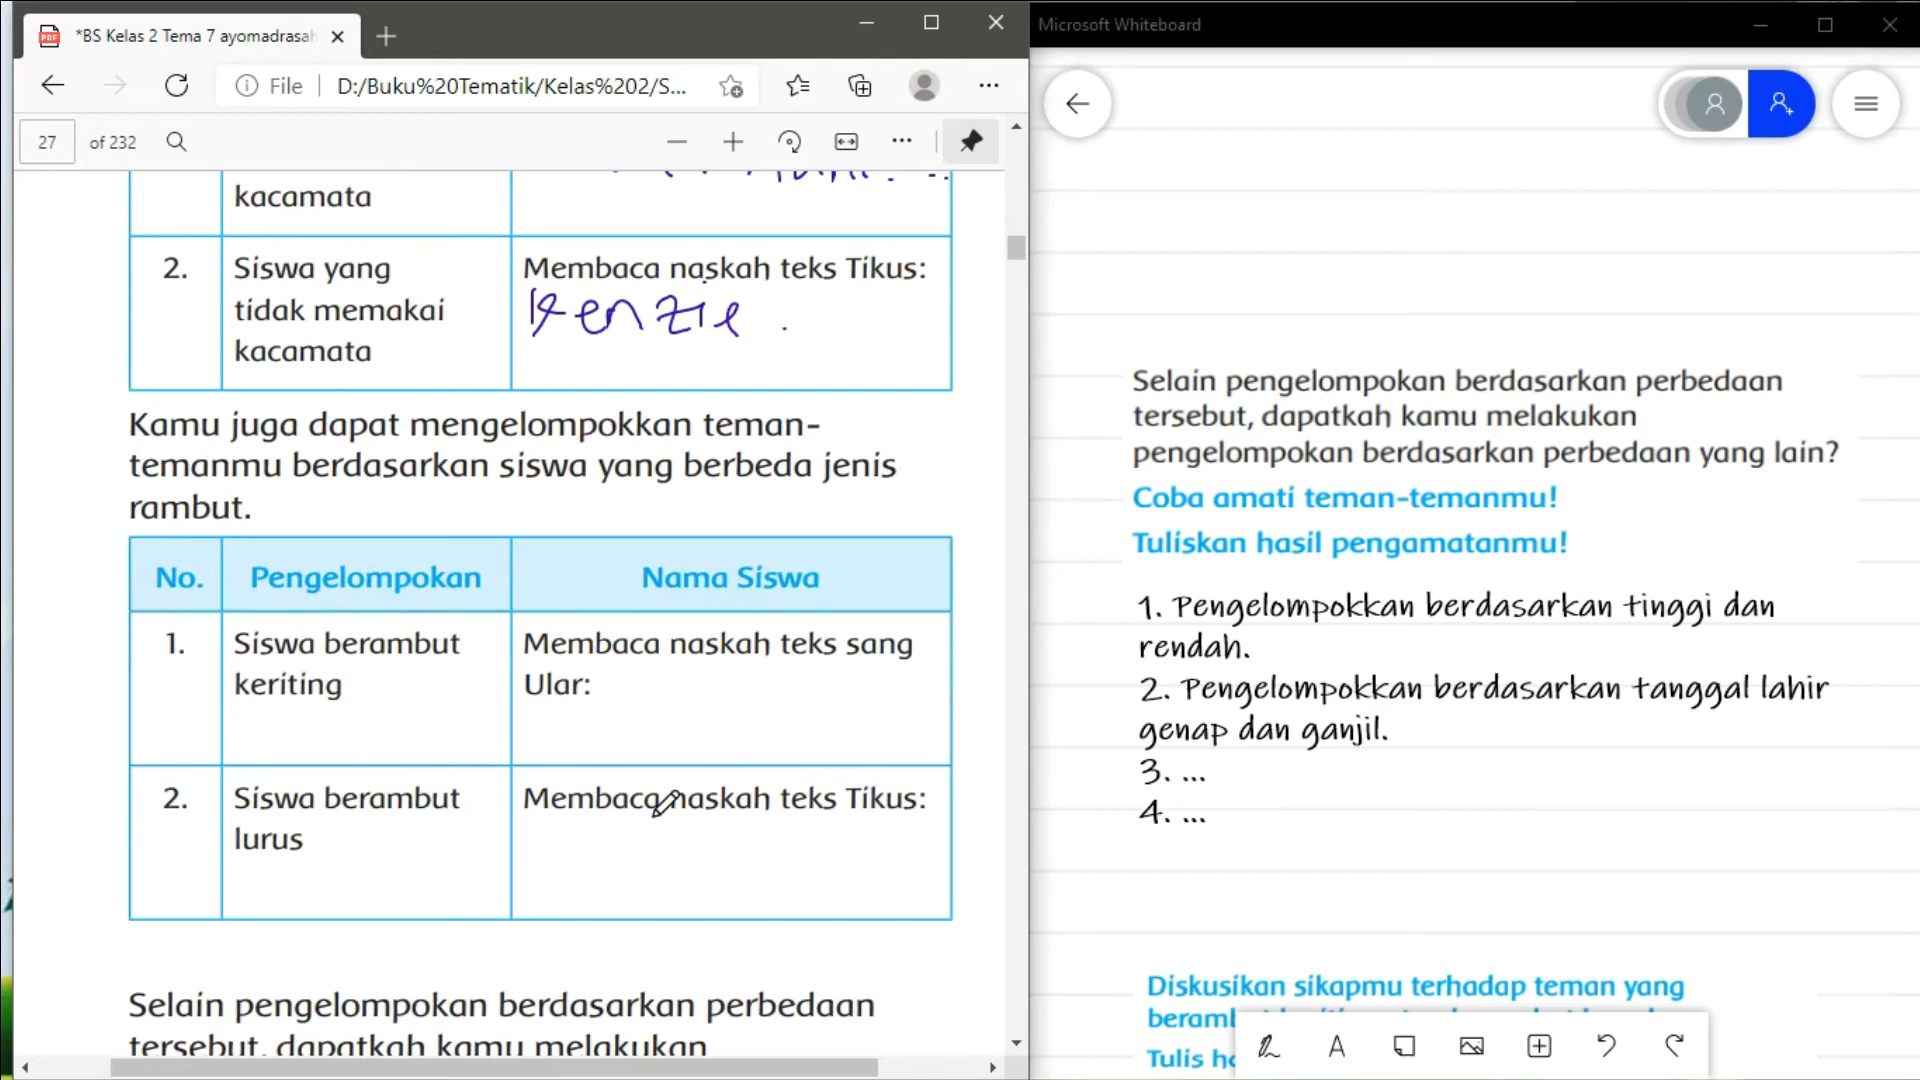 *BS Kelas 2 Tema 7 ayomadrasah
Microsoft Whiteboard
File D:/Buku%20Tematik/Kelas%202/S...
27 of 232
kacamata
2. Siswa yang Membaca naskah teks Tikus:
tidak memakai Kenzie .
kacamata
Kamu juga dapat mengelompokkan teman-
temanmu berdasarkan siswa yang berbeda jenis
rambut.
No. Pengelompokan Nama Siswa
1. Siswa berambut Membaca naskah teks sang
keriting Ular:
2. Siswa berambut Membaca naskah teks Tikus:
lurus
Selain pengelompokan berdasarkan perbedaan
tersebut, dapatkah kamu melakukan
Selain pengelompokan berdasarkan perbedaan
tersebut, dapatkah kamu melakukan
pengelompokan berdasarkan perbedaan yang lain?
Coba amati teman-temanmu!
Tuliskan hasil pengamatanmu!
1. Pengelompokkan berdasarkan tinggi dan
rendah.
2. Pengelompokkan berdasarkan tanggal lahir
genap dan ganjil.
3. ...
4. ...
Diskusikan sikapmu terhadap teman yang
Tulis